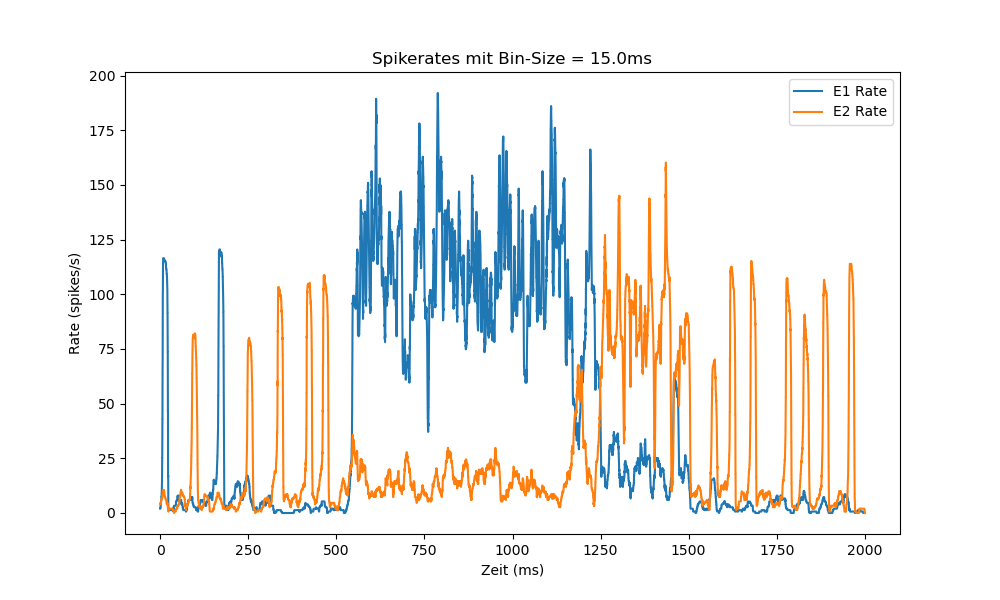 Spikerates mit Bin-Size = 15.0ms
E1 Rate
E2 Rate
200
175
150
125
100
75
50
25
0
Rate (spikes/s)
0 250 500 750 1000 1250 1500 1750 2000
Zeit (ms)